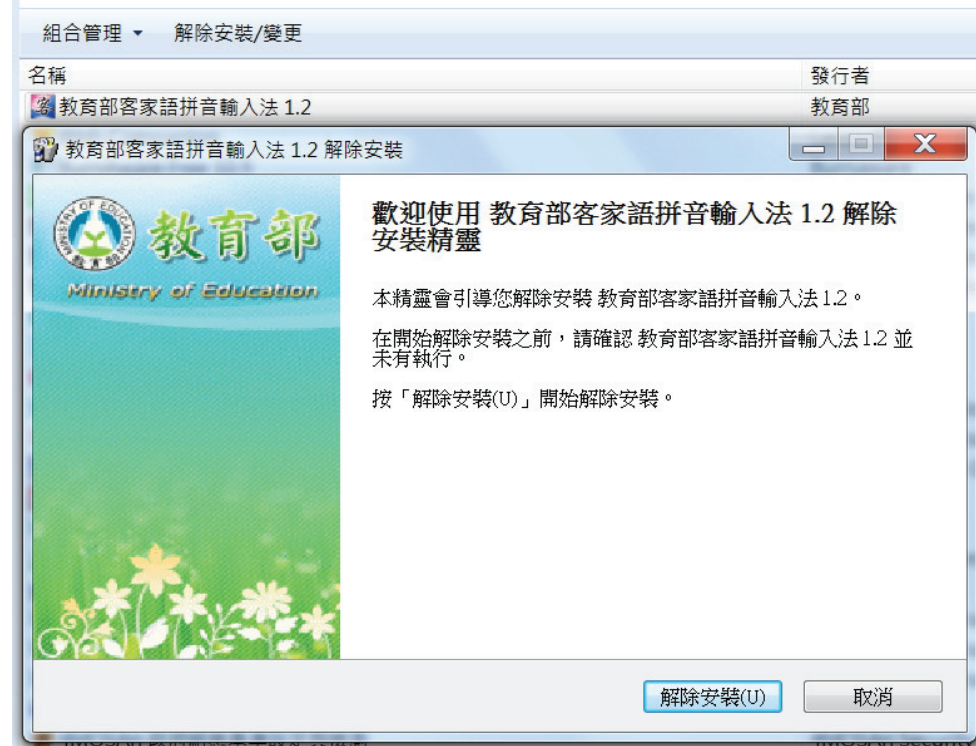 組合管理 解除安裝/變更
名稱 發行者
客 教育部客家語拼音輸入法 1.2 教育部
教育部客家語拼音輸入法 1.2 解除安裝
MINISTRY OF EDUCATION
教育部
教育部
Ministry of Education
歡迎使用 教育部客家語拼音輸入法 1.2 解除
安裝精靈
本精靈會引導您解除安裝 教育部客家語拼音輸入法 1.2。
在開始解除安裝之前，請確認 教育部客家語拼音輸入法 1.2 並
未有執行。
按「解除安裝(U)」開始解除安裝。
解除安裝(U) 取消